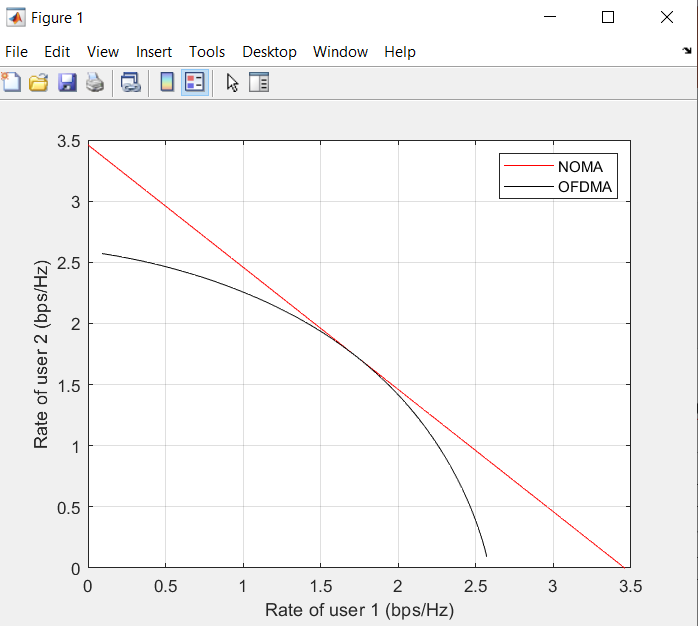 Figure 1
File Edit View Insert Tools Desktop Window Help
3.5
3
2.5
2
1.5
1
0.5
0
Rate of user 2 (bps/Hz)
NOMA
OFDMA
0 0.5 1 1.5 2 2.5 3 3.5
Rate of user 1 (bps/Hz)